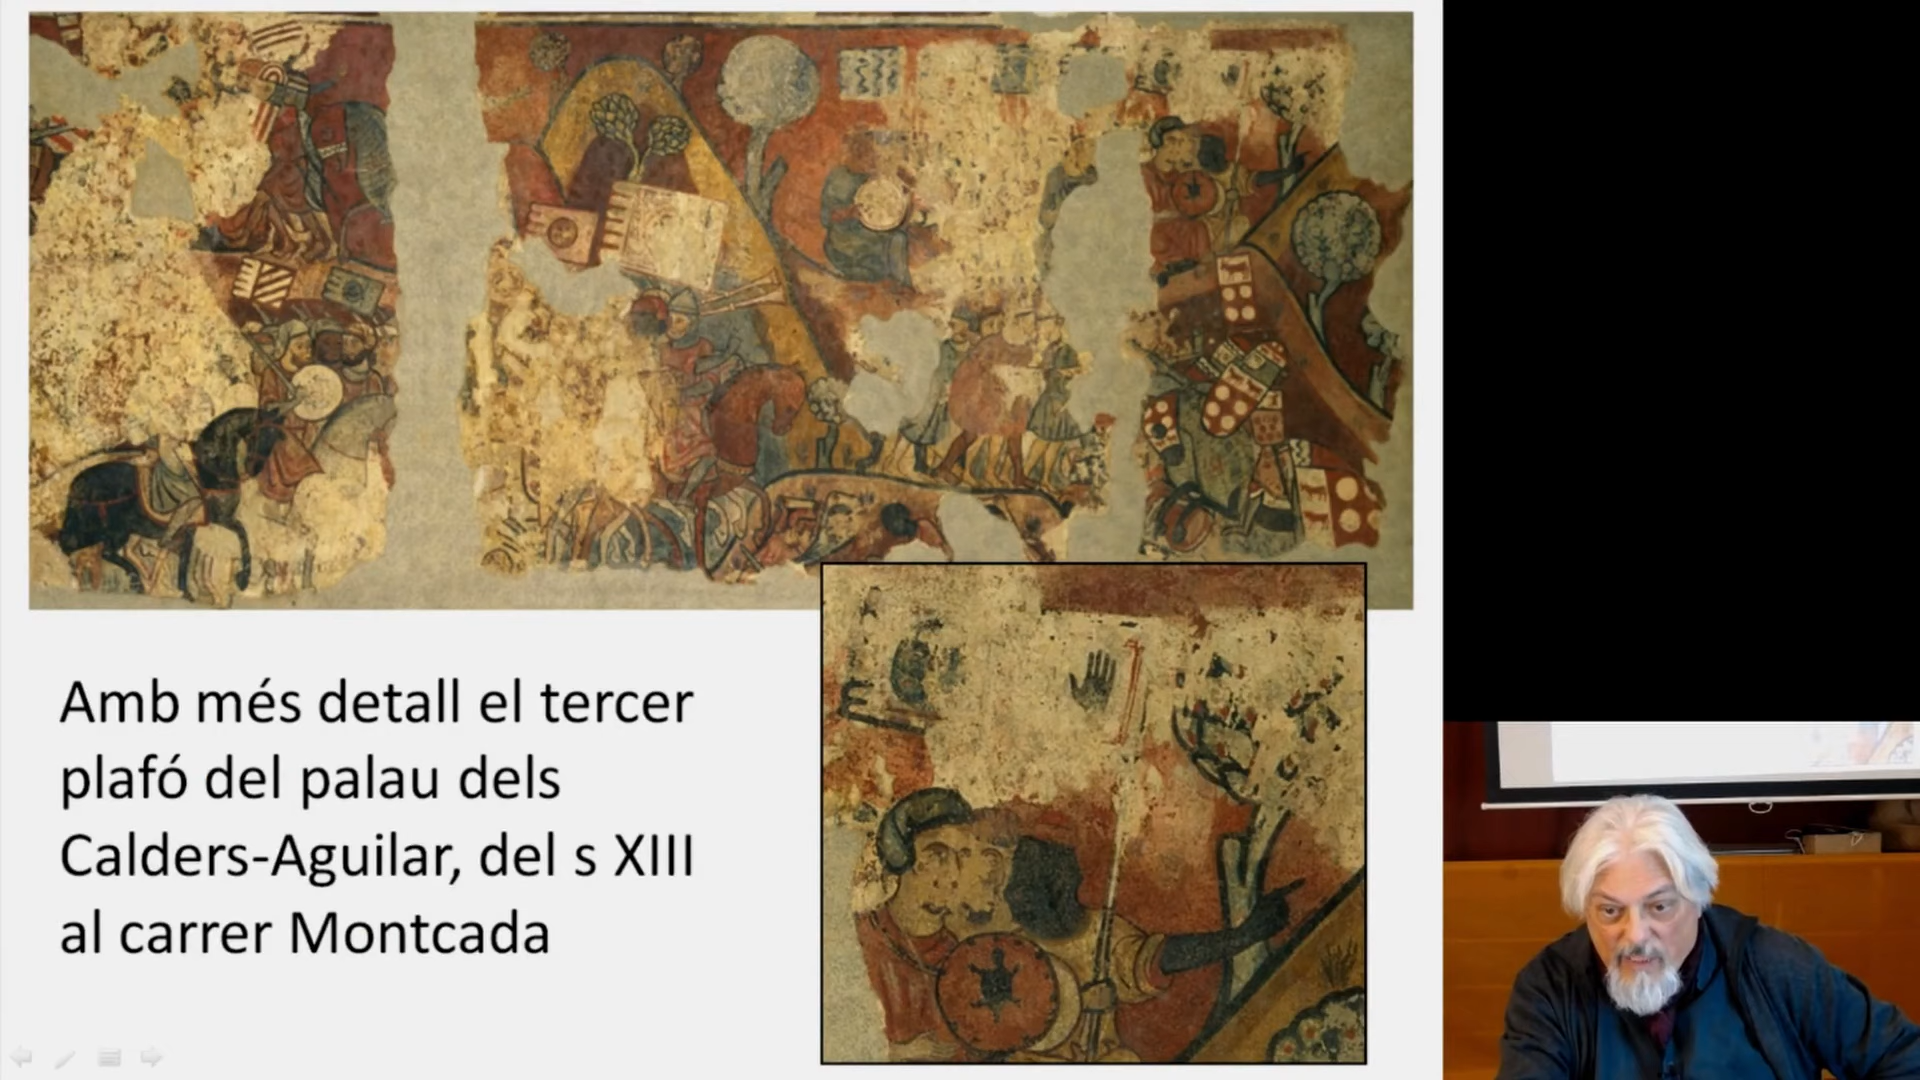 Amb més detall el tercer
plafó del palau dels
Calders-Aguilar, del s XIII
al carrer Montcada